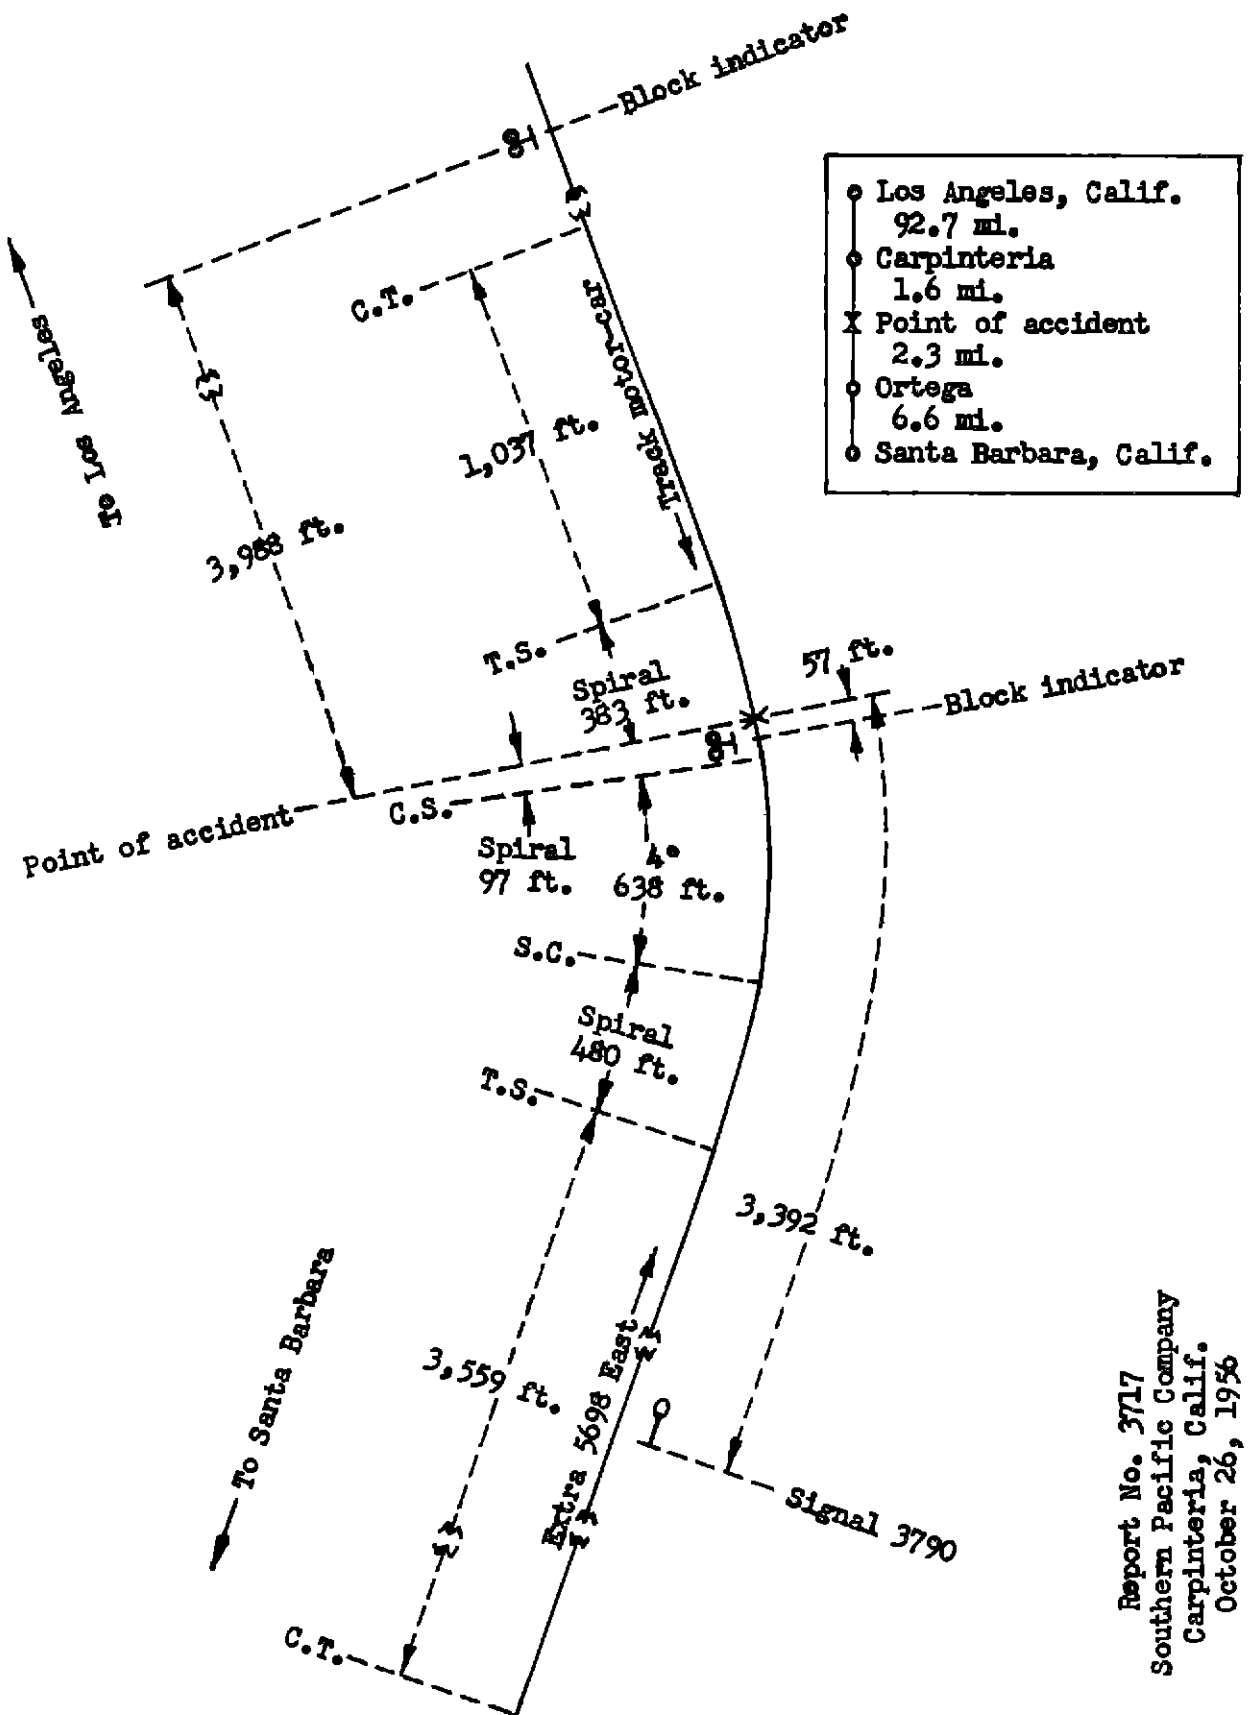 Block indicator
Los Angeles, Calif.
92.7 mi.
Carpinteria
1.6 mi.
Point of accident
2.3 mi.
Ortega
6.6 mi.
Santa Barbara, Calif.
To Los Angeles
C.T.
Track motor-car
1,037 ft.
3,988 ft.
T.S.
Spiral
383 ft.
57 ft.
Block indicator
Point of accident
C.S.
Spiral
97 ft.
4°
638 ft.
S.C.
Spiral
480 ft.
T.S.
3,392 ft.
To Santa Barbara
3,559 ft.
Extra 5698 East
Signal 3790
C.T.
Report No. 3717
Southern Pacific Company
Carpinteria, Calif.
October 26, 1956